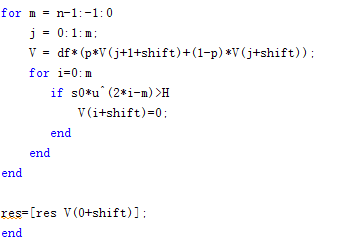 for m = n-1:-1:0
j = 0:1:m;
V = df*(p*V(j+1+shift)+(1-p)*V(j+shift));
for i=0:m
if s0*u^(2*i-m)>H
V(i+shift)=0;
end
end
end
res=[res V(0+shift)];
end